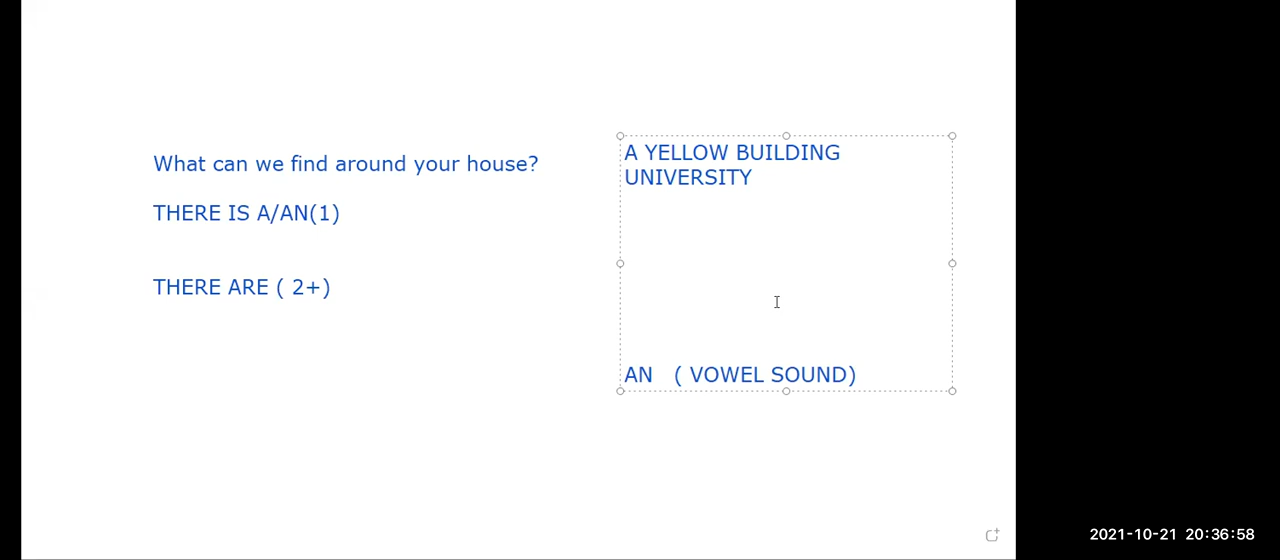 What can we find around your house?
THERE IS A/AN(1)
THERE ARE ( 2+)
A YELLOW BUILDING
UNIVERSITY
AN ( VOWEL SOUND)
2021-10-21 20:36:58